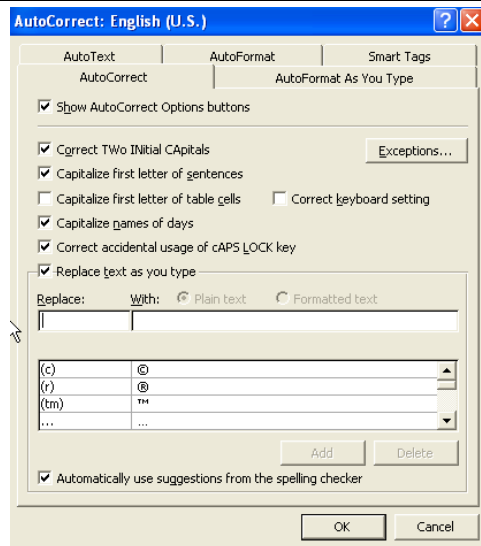 AutoCorrect: English (U.S.)
AutoText AutoFormat Smart Tags
AutoCorrect AutoFormat As You Type
Show AutoCorrect Options buttons
Correct TWo INitial CApitals Exceptions...
Capitalize first letter of sentences
Capitalize first letter of table cells Correct keyboard setting
Capitalize names of days
Correct accidental usage of cAPS LOCK key
Replace text as you type
Replace: With: Plain text Formatted text
(c) ©
(r) ®
(tm) ™
... ...
Add Delete
Automatically use suggestions from the spelling checker
OK Cancel